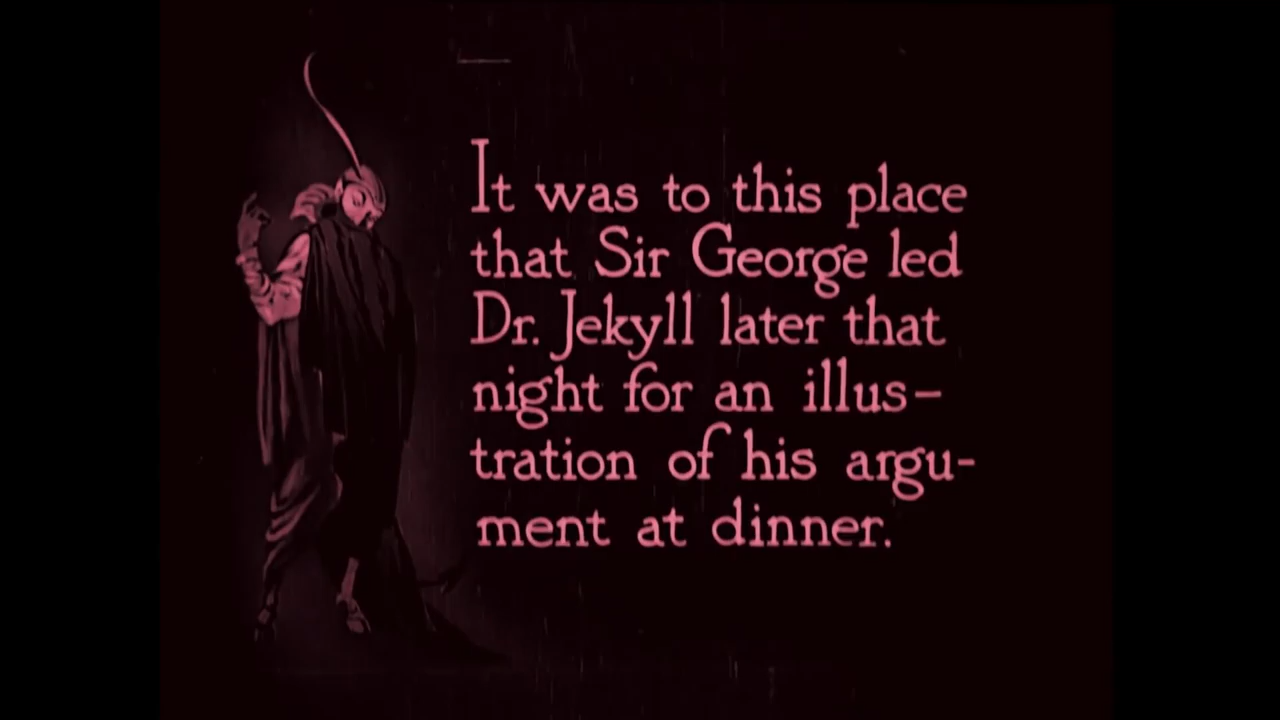 It was to this place
that Sir George led
Dr. Jekyll later that
night for an illus-
tration of his argu-
ment at dinner.